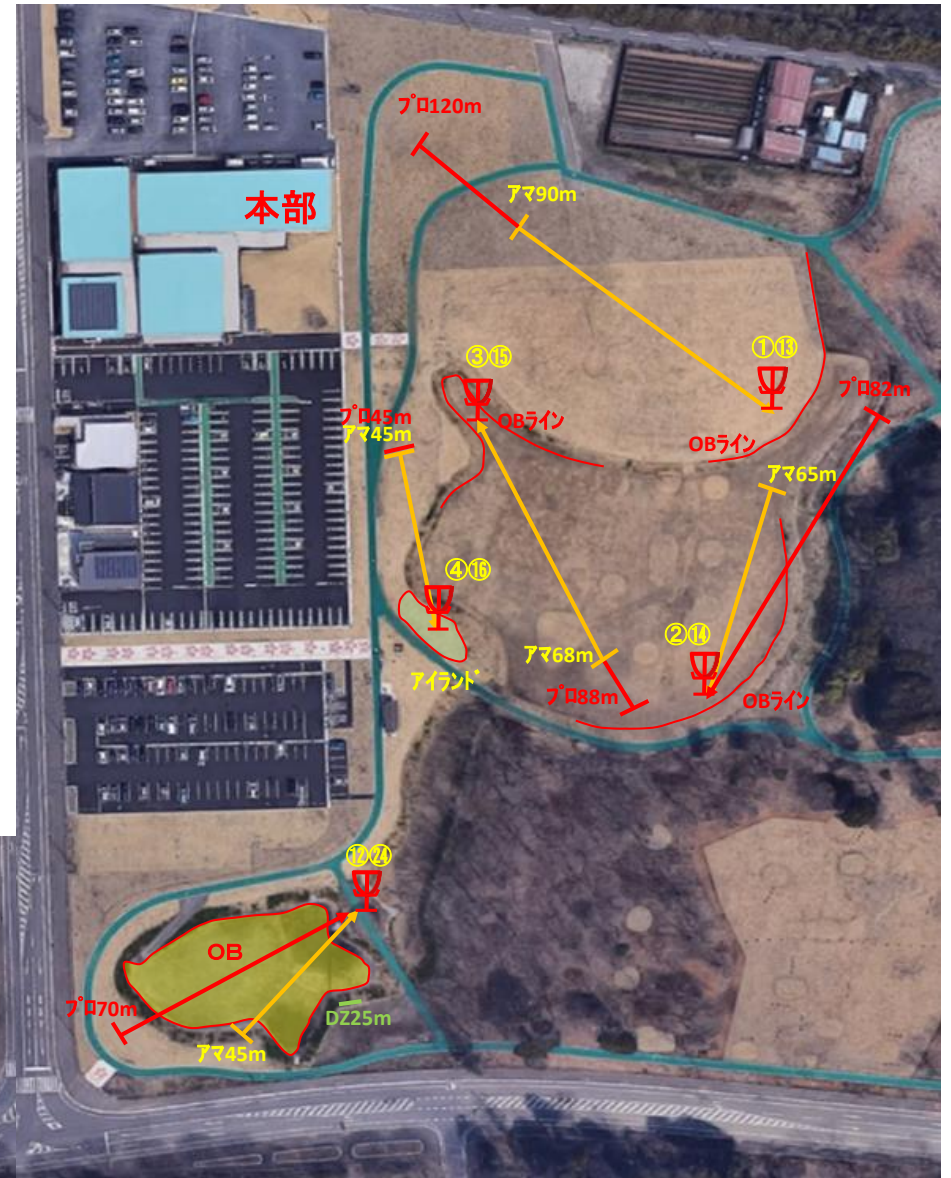 プロ120m
アマ90m
本部
①⑬
③⑮
プロ82m
プロ45m
アマ45m
OBライン
OBライン
アマ65m
④⑯
②⑭
アマ68m
アイランド
プロ88m
OBライン
⑫㉔
OB
プロ70m
DZ25m
アマ45m